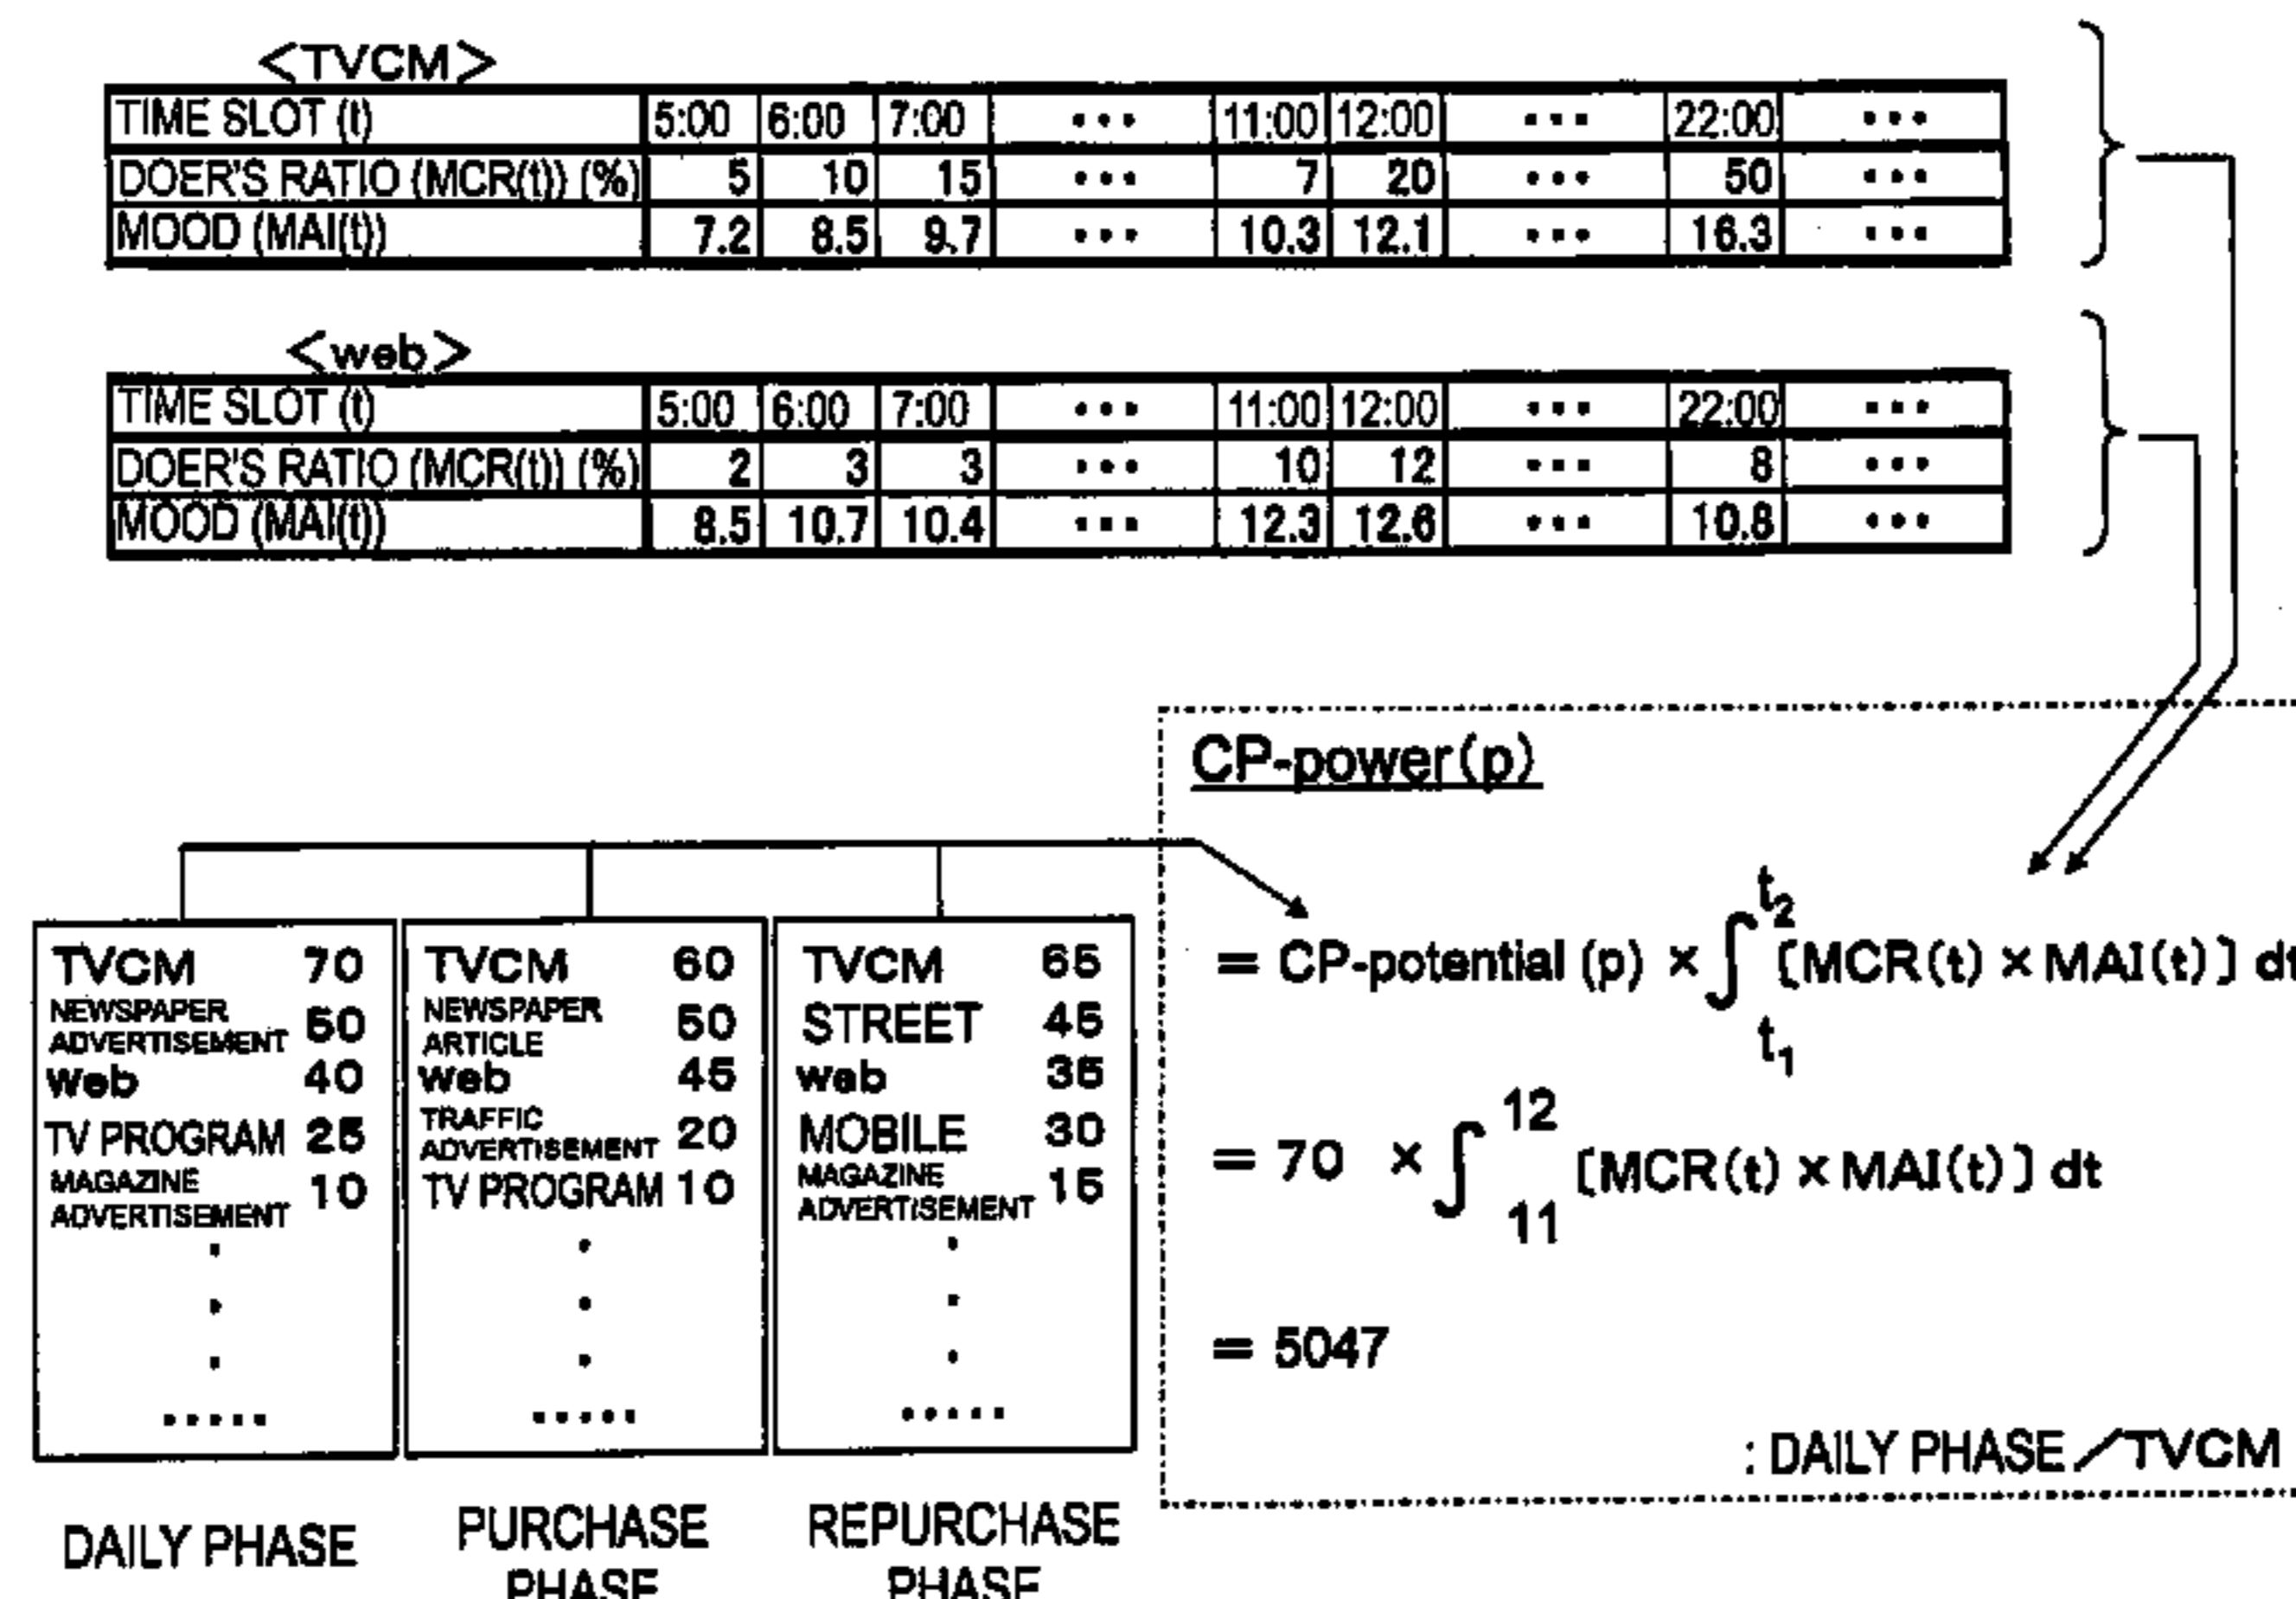 <TVCM>
TIME SLOT (t) 5:00 6:00 7:00 ••• 11:00 12:00 ••• 22:00 •••
DOER'S RATIO (MCR(t)) (%) 5 10 15 ••• 7 20 ••• 50 •••
MOOD (MAI(t)) 7.2 8.5 9.7 ••• 10.3 12.1 ••• 16.3 •••
<web>
TIME SLOT (t) 5:00 6:00 7:00 ••• 11:00 12:00 ••• 22:00 •••
DOER'S RATIO (MCR(t)) (%) 2 3 3 ••• 10 12 ••• 8 •••
MOOD (MAI(t)) 8.5 10.7 10.4 ••• 12.3 12.6 ••• 10.8 •••
CP-power(p)
= CP-potential (p) × ∫ t1 t2 [MCR(t) × MAI(t)] dt
= 70 × ∫ 11 12 [MCR(t) × MAI(t)] dt
= 5047
: DAILY PHASE／TVCM
TVCM 70
NEWSPAPER
ADVERTISEMENT 50
web 40
TV PROGRAM 25
MAGAZINE
ADVERTISEMENT 10
•••••
DAILY PHASE
TVCM 60
NEWSPAPER
ARTICLE 50
web 45
TRAFFIC
ADVERTISEMENT 20
TV PROGRAM 10
•••••
PURCHASE
PHASE
TVCM 65
STREET 45
web 35
MOBILE 30
MAGAZINE
ADVERTISEMENT 15
•••••
REPURCHASE
PHASE